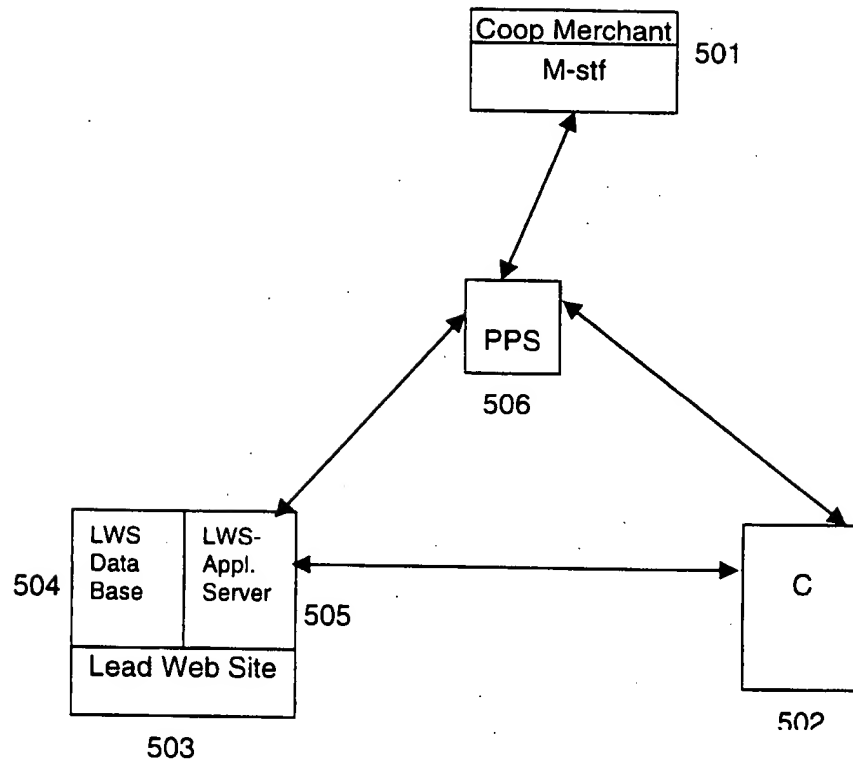 Coop Merchant
M-stf
501
PPS
506
LWS
Data
Base
504
LWS-
Appl.
Server
505
Lead Web Site
503
C
502